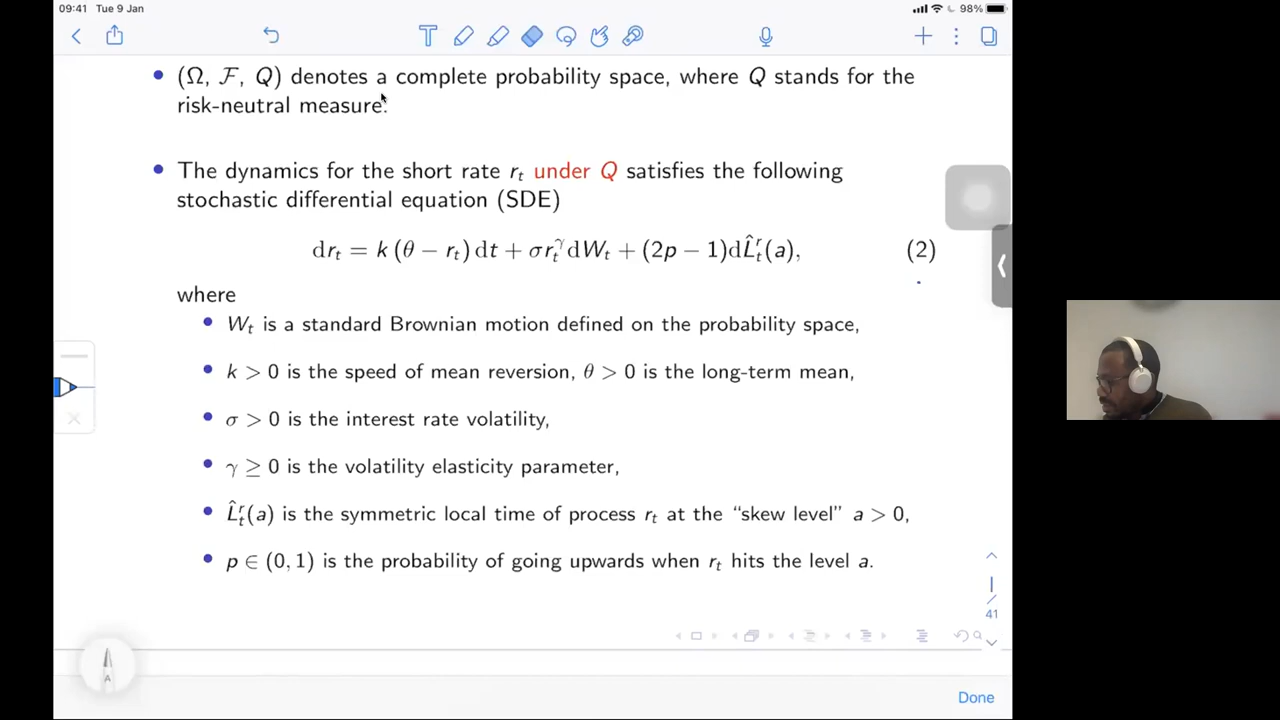 09:41 Tue 9 Jan 98%
(Ω, ℱ, Q) denotes a complete probability space, where Q stands for the
risk-neutral measure.
The dynamics for the short rate r_t under Q satisfies the following
stochastic differential equation (SDE)
dr_t = k (θ − r_t) dt + σr_t^γ dW_t + (2p − 1)dL̂_t^r(a), (2)
where
W_t is a standard Brownian motion defined on the probability space,
k > 0 is the speed of mean reversion, θ > 0 is the long-term mean,
σ > 0 is the interest rate volatility,
γ ≥ 0 is the volatility elasticity parameter,
L̂_t^r(a) is the symmetric local time of process r_t at the “skew level” a > 0,
p ∈ (0, 1) is the probability of going upwards when r_t hits the level a.
/
41
A
Done